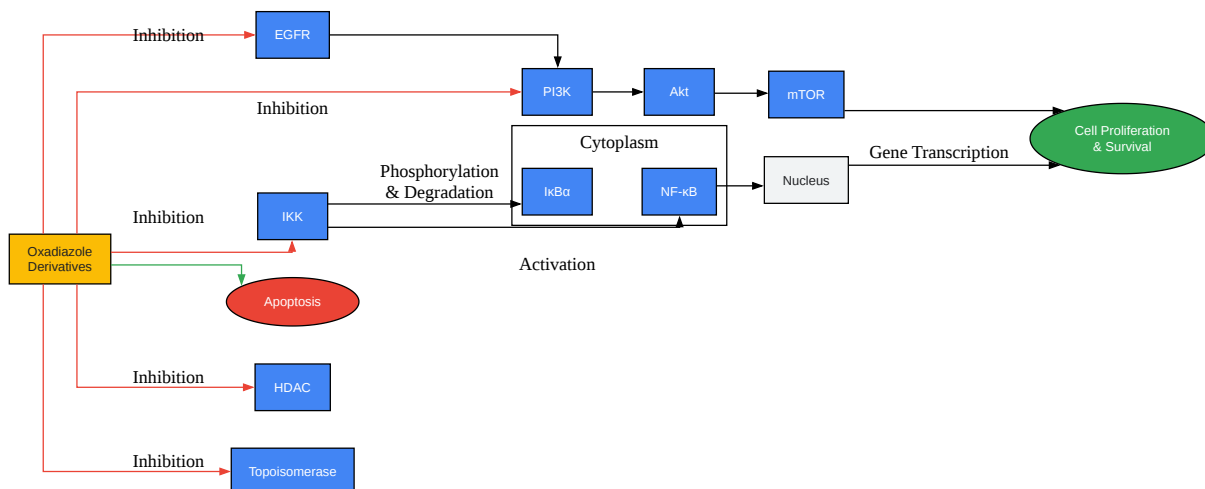 Inhibition
EGFR
PI3K
Akt
mTOR
Inhibition
Cell Proliferation
& Survival
Cytoplasm
Gene Transcription
Phosphorylation
& Degradation
IκBα
NF-κB
Nucleus
Inhibition
IKK
Oxadiazole
Derivatives
Activation
Apoptosis
Inhibition
HDAC
Inhibition
Topoisomerase